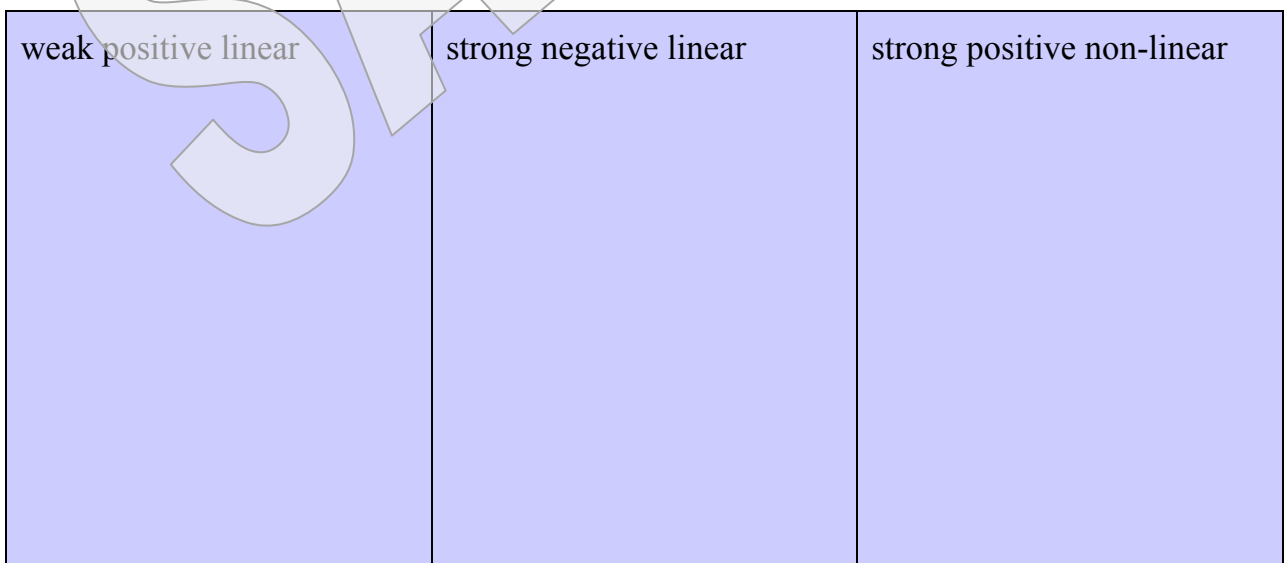 weak positive linear
strong negative linear
strong positive non-linear